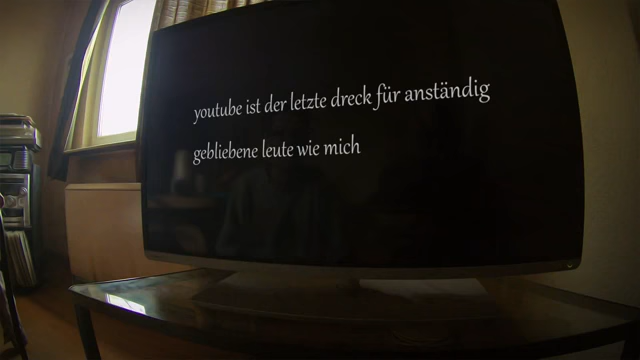 youtube ist der letzte dreck für anständig
gebliebene leute wie mich